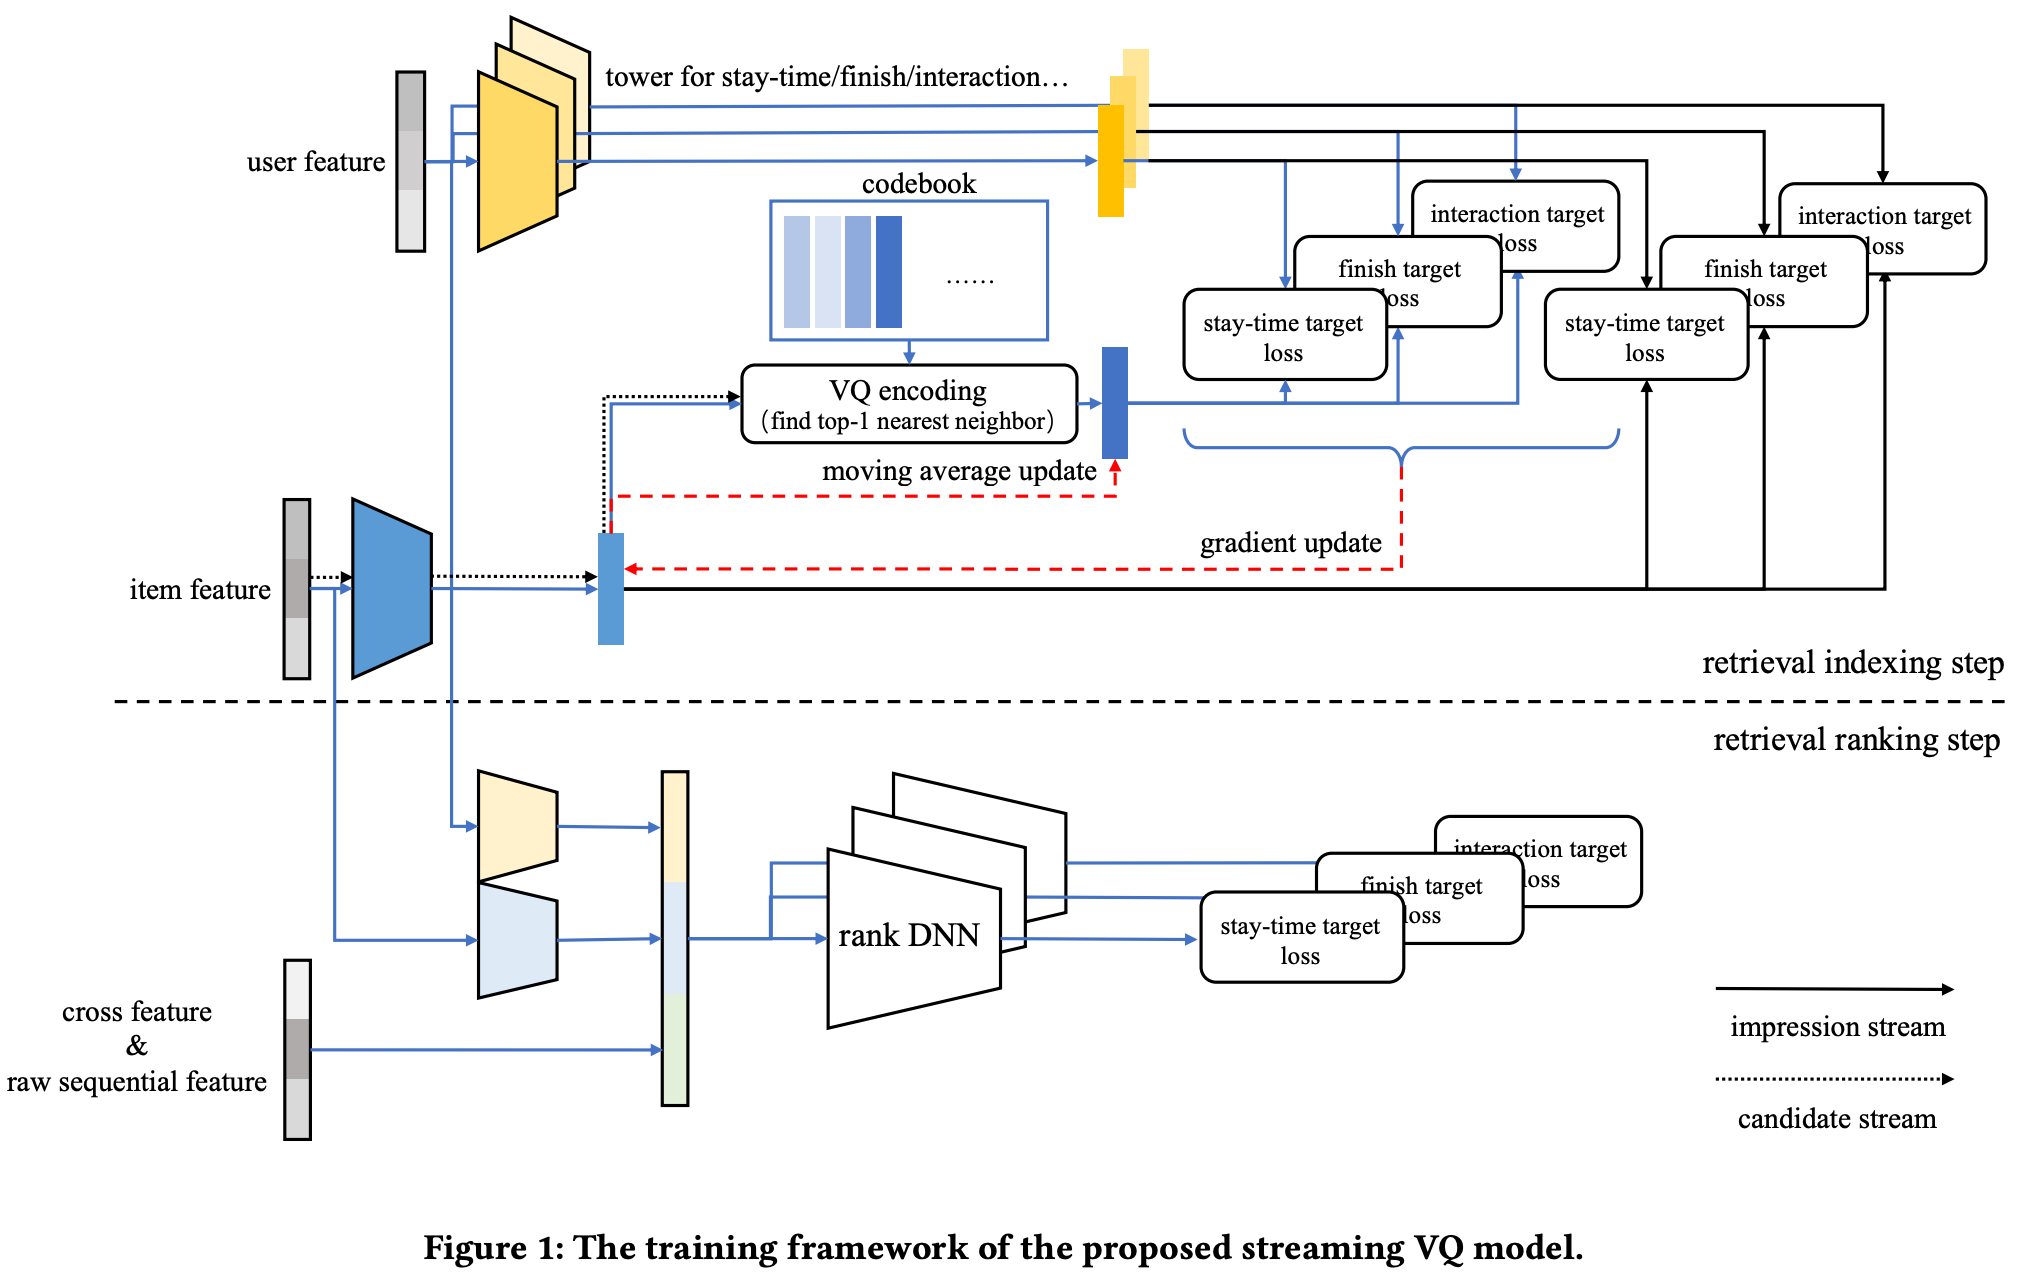 tower for stay-time/finish/interaction…
user feature
codebook
......
interaction target
loss
finish target
loss
stay-time target
loss
interaction target
loss
finish target
loss
stay-time target
loss
VQ encoding
(find top-1 nearest neighbor)
moving average update
gradient update
item feature
retrieval indexing step
retrieval ranking step
interaction target
loss
finish target
loss
stay-time target
loss
rank DNN
cross feature
&
raw sequential feature
impression stream
candidate stream
Figure 1: The training framework of the proposed streaming VQ model.